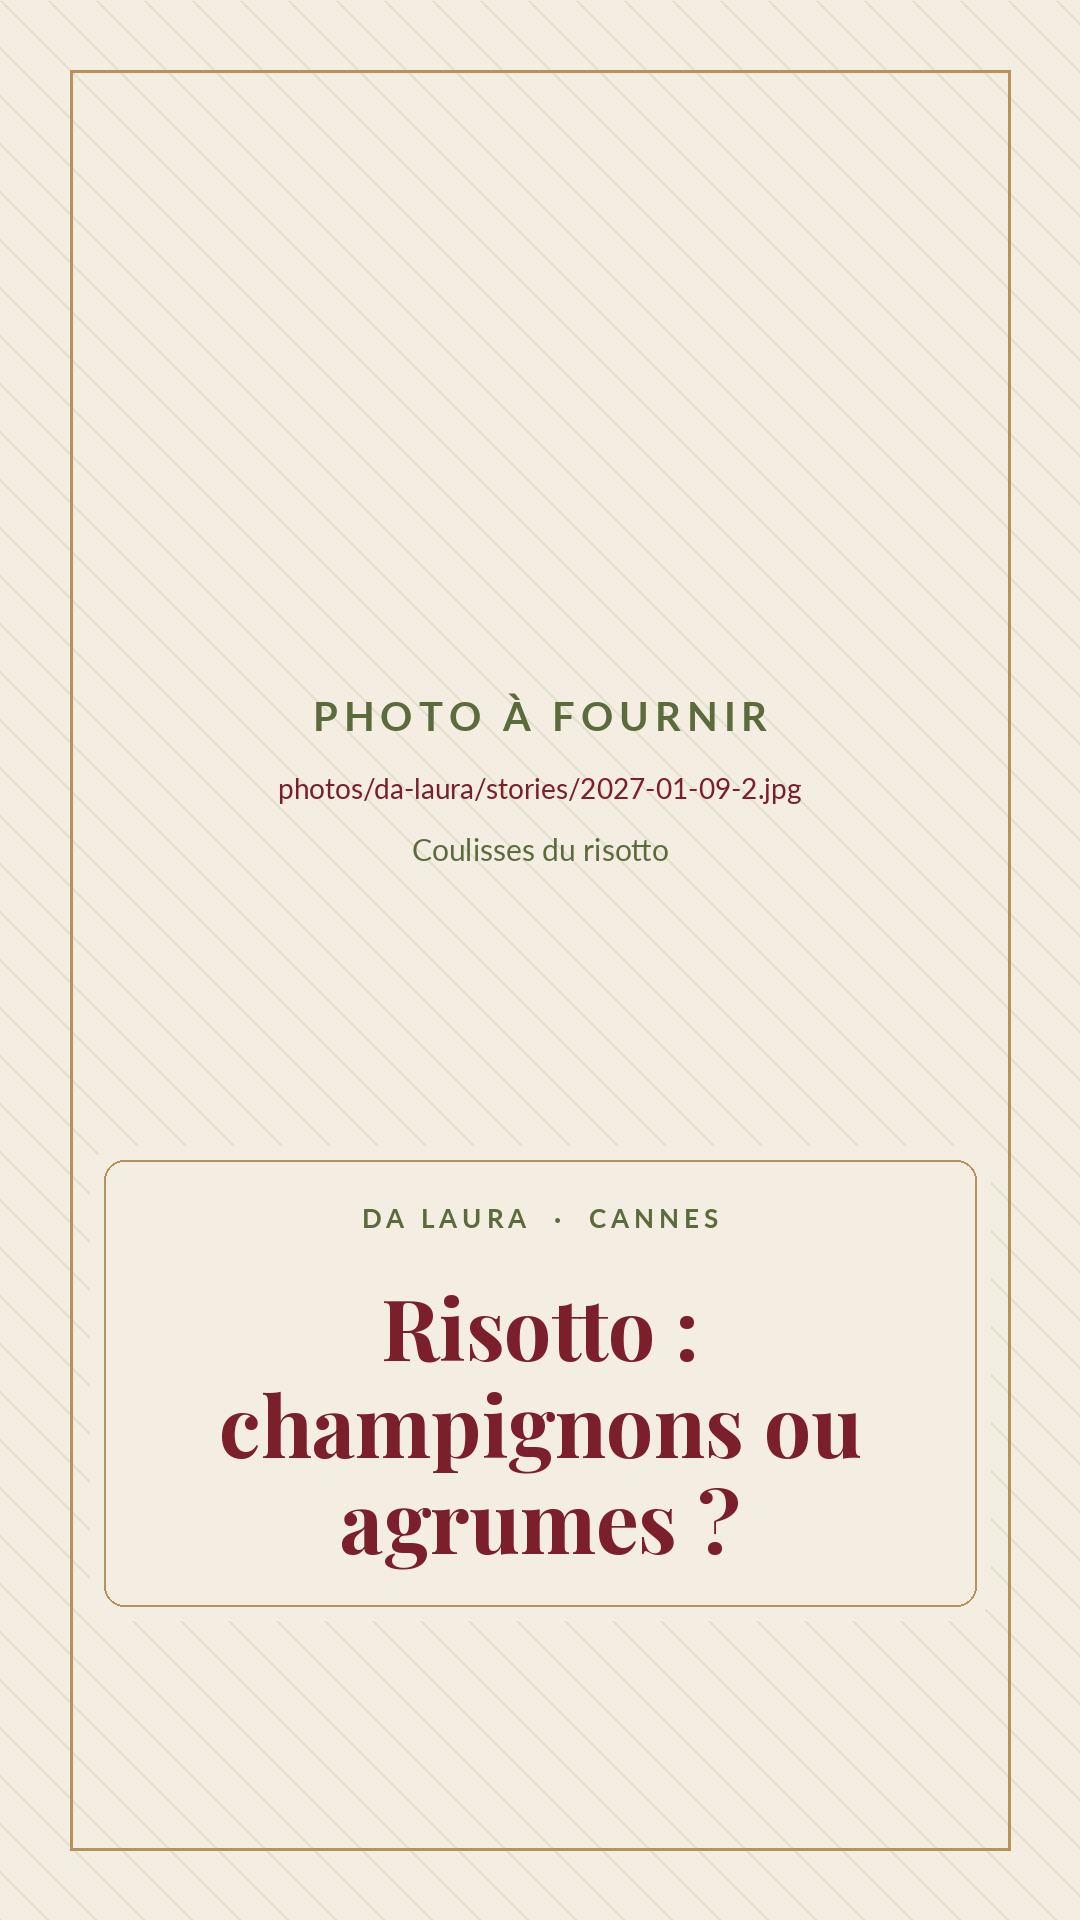 PHOTO À FOURNIR
photos/da-laura/stories/2027-01-09-2.jpg
Coulisses du risotto
DA LAURA · CANNES
Risotto :
champignons ou
agrumes ?